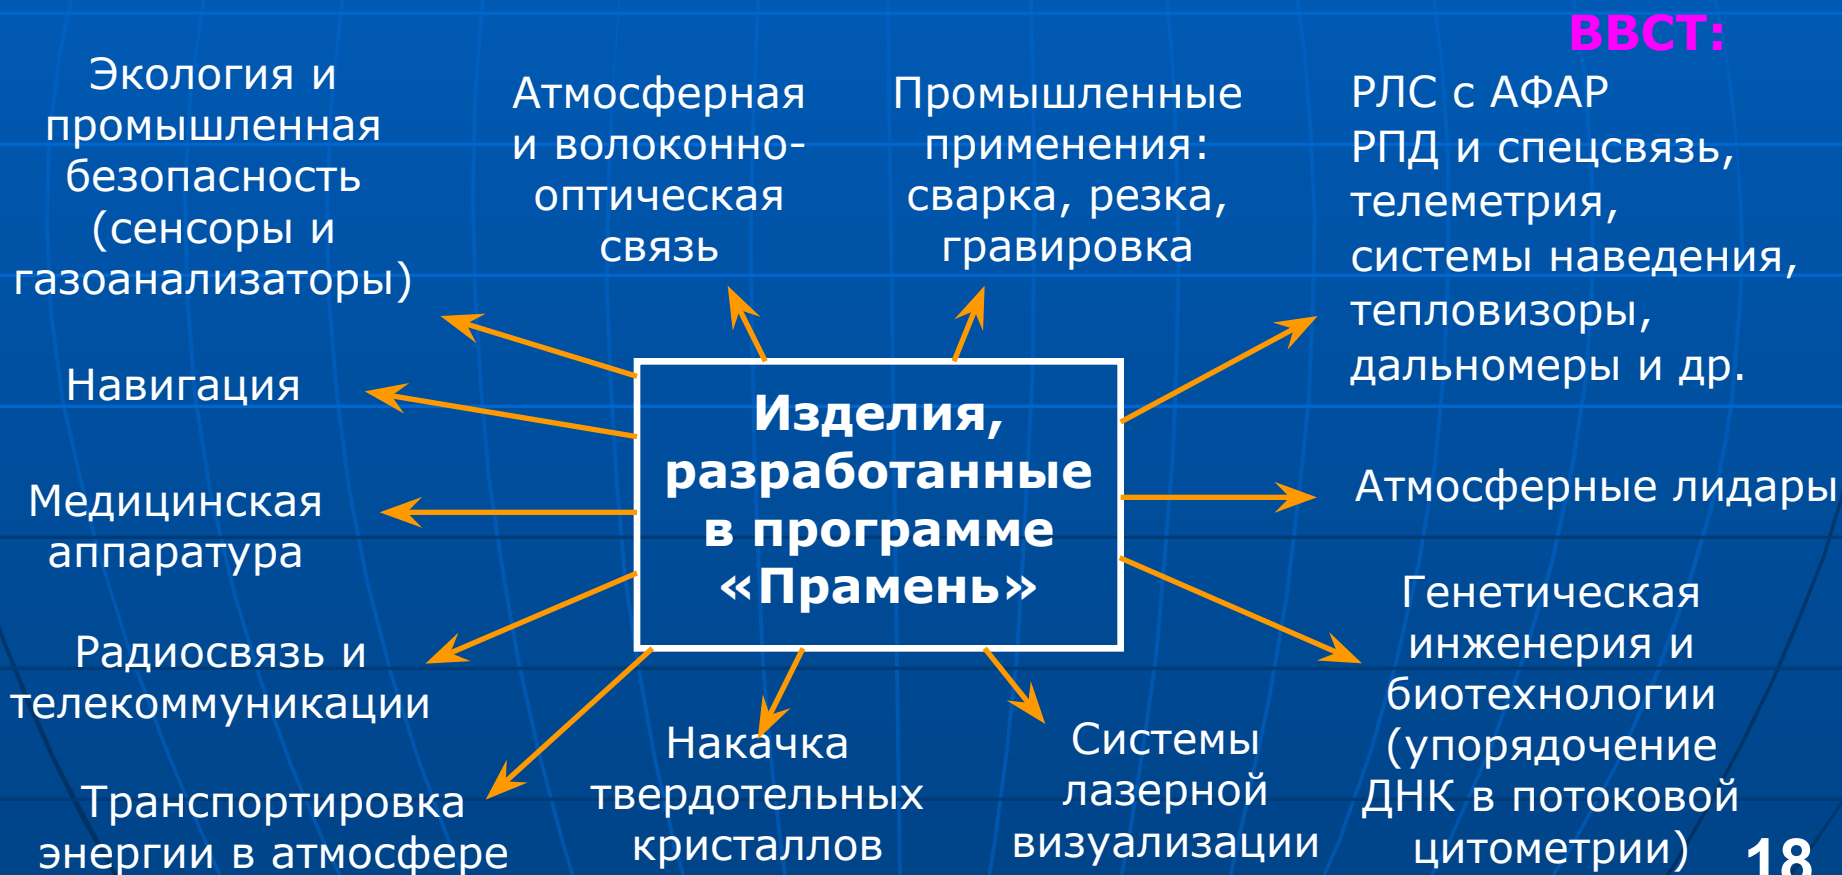 ВВСТ:
Экология и
промышленная
безопасность
(сенсоры и
газоанализаторы)
Атмосферная
и волоконно-
оптическая
связь
Промышленные
применения:
сварка, резка,
гравировка
РЛС с АФАР
РПД и спецсвязь,
телеметрия,
системы наведения,
тепловизоры,
дальномеры и др.
Навигация
Изделия,
разработанные
в программе
«Прамень»
Атмосферные лидары
Медицинская
аппаратура
Радиосвязь и
телекоммуникации
Транспортировка
энергии в атмосфере
Накачка
твердотельных
кристаллов
Системы
лазерной
визуализации
Генетическая
инженерия и
биотехнологии
(упорядочение
ДНК в потоковой
цитометрии)
18